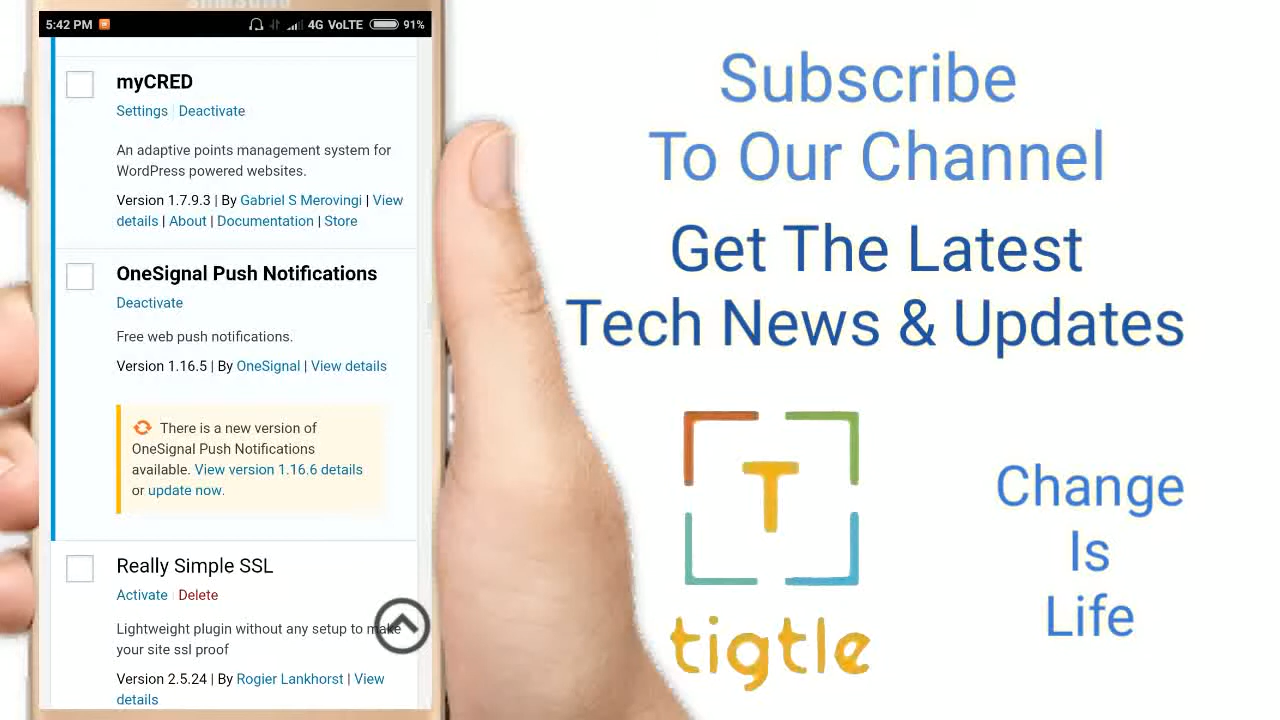 SAMSUNG
5:42 PM
4G VoLTE
91%
myCRED
Settings | Deactivate
An adaptive points management system for
WordPress powered websites.
Version 1.7.9.3 | By Gabriel S Merovingi | View
details | About | Documentation | Store
OneSignal Push Notifications
Deactivate
Free web push notifications.
Version 1.16.5 | By OneSignal | View details
There is a new version of
OneSignal Push Notifications
available. View version 1.16.6 details
or update now.
Really Simple SSL
Activate | Delete
Lightweight plugin without any setup to make
your site ssl proof
Version 2.5.24 | By Rogier Lankhorst | View
details
Subscribe
To Our Channel
Get The Latest
Tech News & Updates
T
tigtle
Change
Is
Life